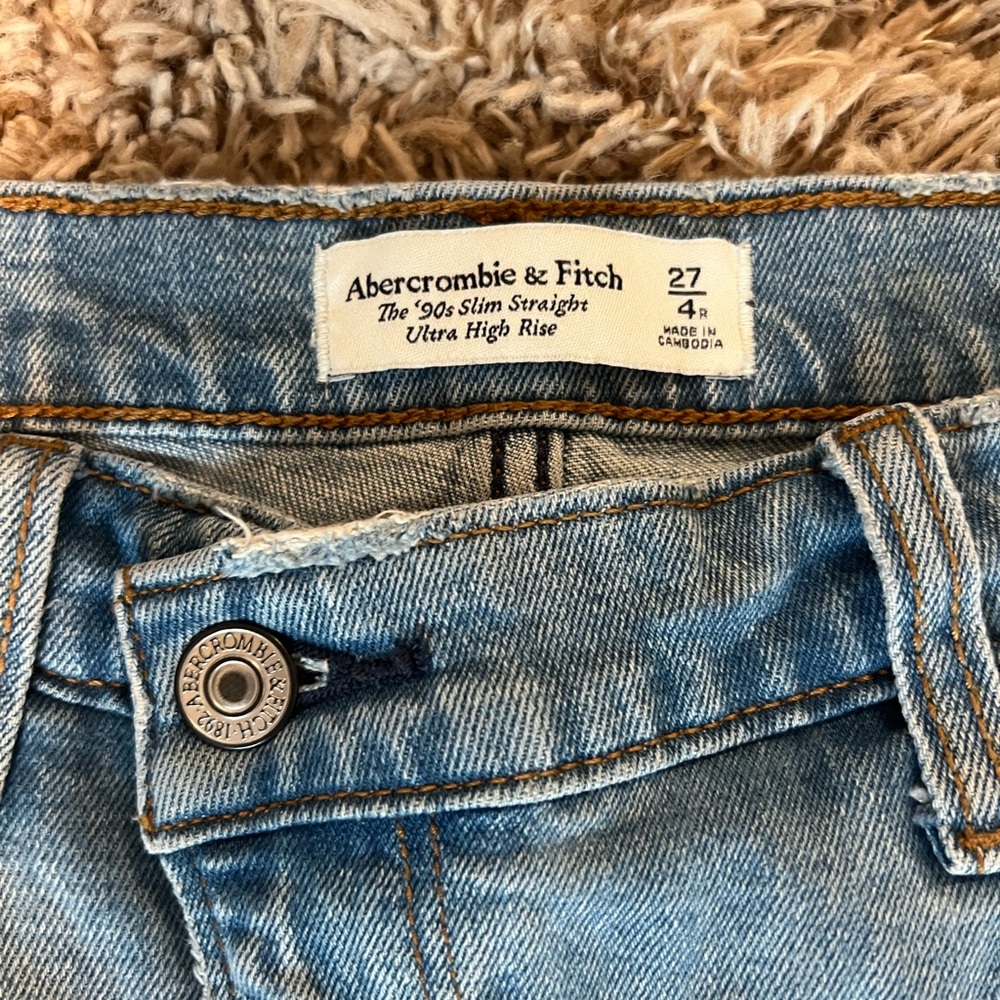 Abercrombie & Fitch
The ‘90s Slim Straight
Ultra High Rise
27
4R
MADE IN
CAMBODIA
ABERCROMBIE & FITCH · 1892 ·